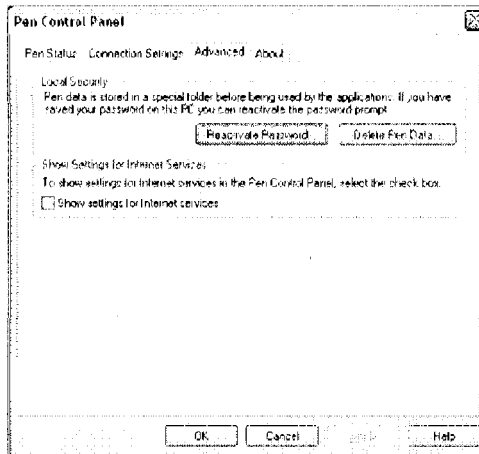 Pen Control Panel
Pen Status Connection Settings Advanced About
Local Security
Pen data is stored in a special folder before being used by the applications. If you have
saved your password on this PC you can reactivate the password prompt
Reactivate Password... Delete Pen Data...
Show Settings for Internet Services
To show settings for Internet services in the Pen Control Panel, select the check box.
Show settings for Internet services
OK Cancel Apply Help